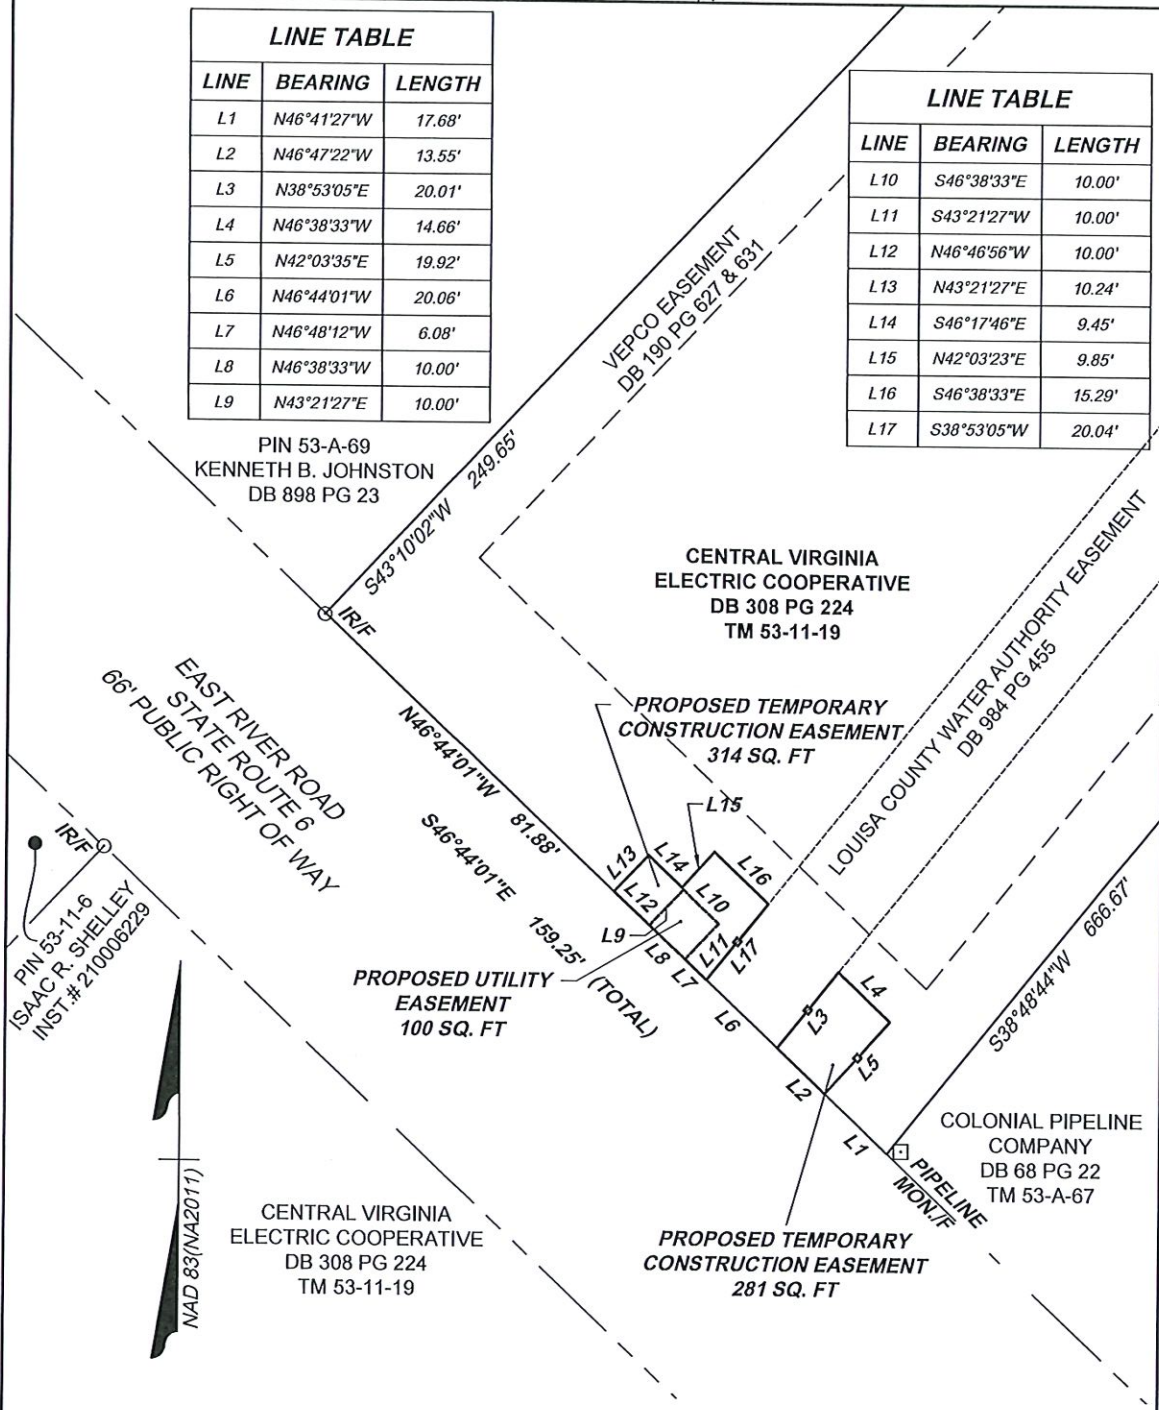 LINE TABLE
LINE BEARING LENGTH
L1 N46°41'27"W 17.68'
L2 N46°47'22"W 13.55'
L3 N38°53'05"E 20.01'
L4 N46°38'33"W 14.66'
L5 N42°03'35"E 19.92'
L6 N46°44'01"W 20.06'
L7 N46°48'12"W 6.08'
L8 N46°38'33"W 10.00'
L9 N43°21'27"E 10.00'
LINE TABLE
LINE BEARING LENGTH
L10 S46°38'33"E 10.00'
L11 S43°21'27"W 10.00'
L12 N46°46'56"W 10.00'
L13 N43°21'27"E 10.24'
L14 S46°17'46"E 9.45'
L15 N42°03'23"E 9.85'
L16 S46°38'33"E 15.29'
L17 S38°53'05"W 20.04'
VEPCO EASEMENT
DB 190 PG 627 & 631
PIN 53-A-69
KENNETH B. JOHNSTON
DB 898 PG 23
S43°10'02"W 249.65'
IR/F
CENTRAL VIRGINIA
ELECTRIC COOPERATIVE
DB 308 PG 224
TM 53-11-19
LOUISA COUNTY WATER AUTHORITY EASEMENT
DB 984 PG 455
EAST RIVER ROAD
STATE ROUTE 6
66' PUBLIC RIGHT OF WAY
PROPOSED TEMPORARY
CONSTRUCTION EASEMENT
314 SQ. FT
N46°44'01"W 81.88'
S46°44'01"E 159.25' (TOTAL)
L15
L13
L14
L16
L12
L10
L9
L11
L17
L8
L7
L6
L3
L4
L5
L2
L1
IR/F
PIN 53-11-6
ISAAC R. SHELLEY
INST.# 210006229
PROPOSED UTILITY
EASEMENT
100 SQ. FT
S38°48'44"W 666.67'
COLONIAL PIPELINE
COMPANY
DB 68 PG 22
TM 53-A-67
PIPELINE
MON./F
NAD 83(NA2011)
CENTRAL VIRGINIA
ELECTRIC COOPERATIVE
DB 308 PG 224
TM 53-11-19
PROPOSED TEMPORARY
CONSTRUCTION EASEMENT
281 SQ. FT